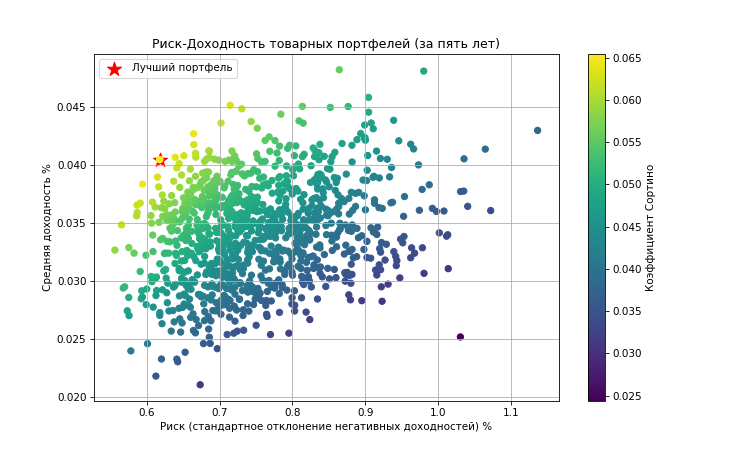 Риск-Доходность товарных портфелей (за пять лет)
Лучший портфель
Средняя доходность %
0.045
0.040
0.035
0.030
0.025
0.020
0.6 0.7 0.8 0.9 1.0 1.1
Риск (стандартное отклонение негативных доходностей) %
0.065
0.060
0.055
0.050
0.045
0.040
0.035
0.030
0.025
Коэффициент Сортино